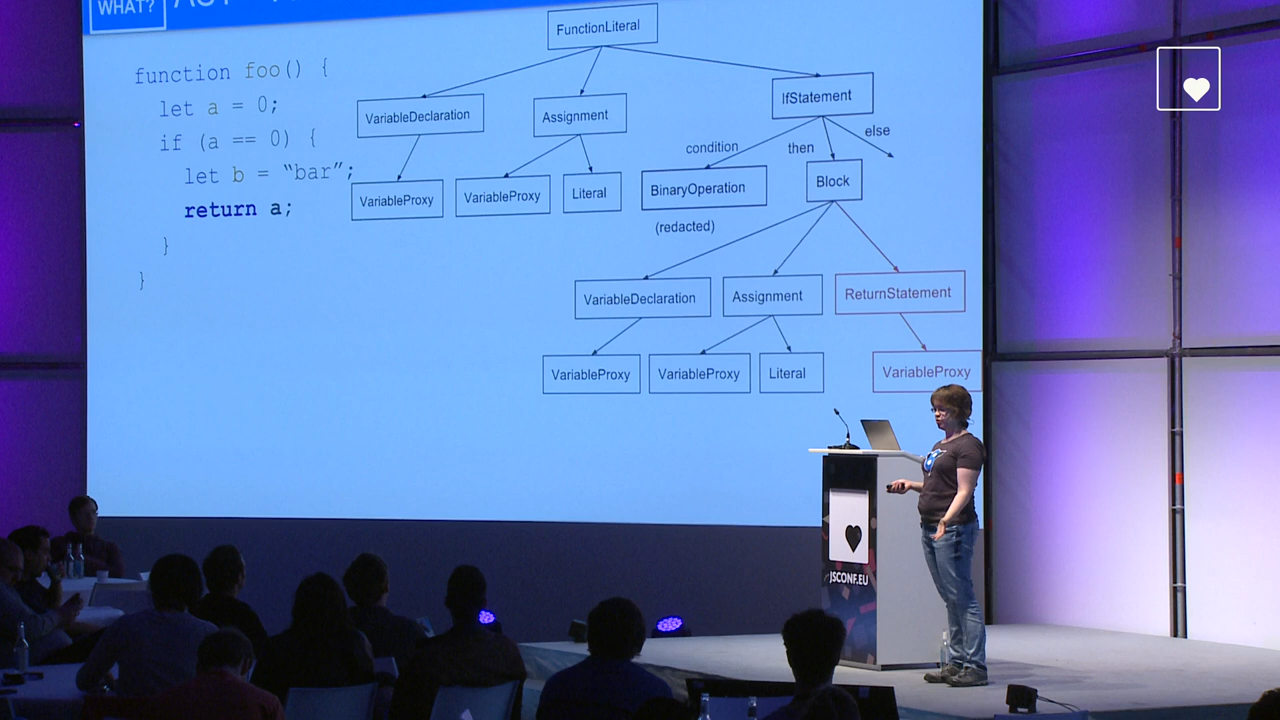 WHAT?
FunctionLiteral
function foo() {
let a = 0;
if (a == 0) {
let b = “bar”;
return a;
}
}
VariableDeclaration
Assignment
IfStatement
condition
then
else
VariableProxy
VariableProxy
Literal
BinaryOperation
Block
(redacted)
VariableDeclaration
Assignment
ReturnStatement
VariableProxy
VariableProxy
Literal
VariableProxy
JSCONF.EU